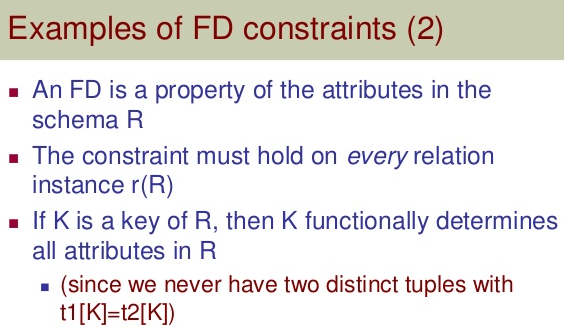 Examples of FD constraints (2)
An FD is a property of the attributes in the
schema R
The constraint must hold on every relation
instance r(R)
If K is a key of R, then K functionally determines
all attributes in R
(since we never have two distinct tuples with
t1[K]=t2[K])